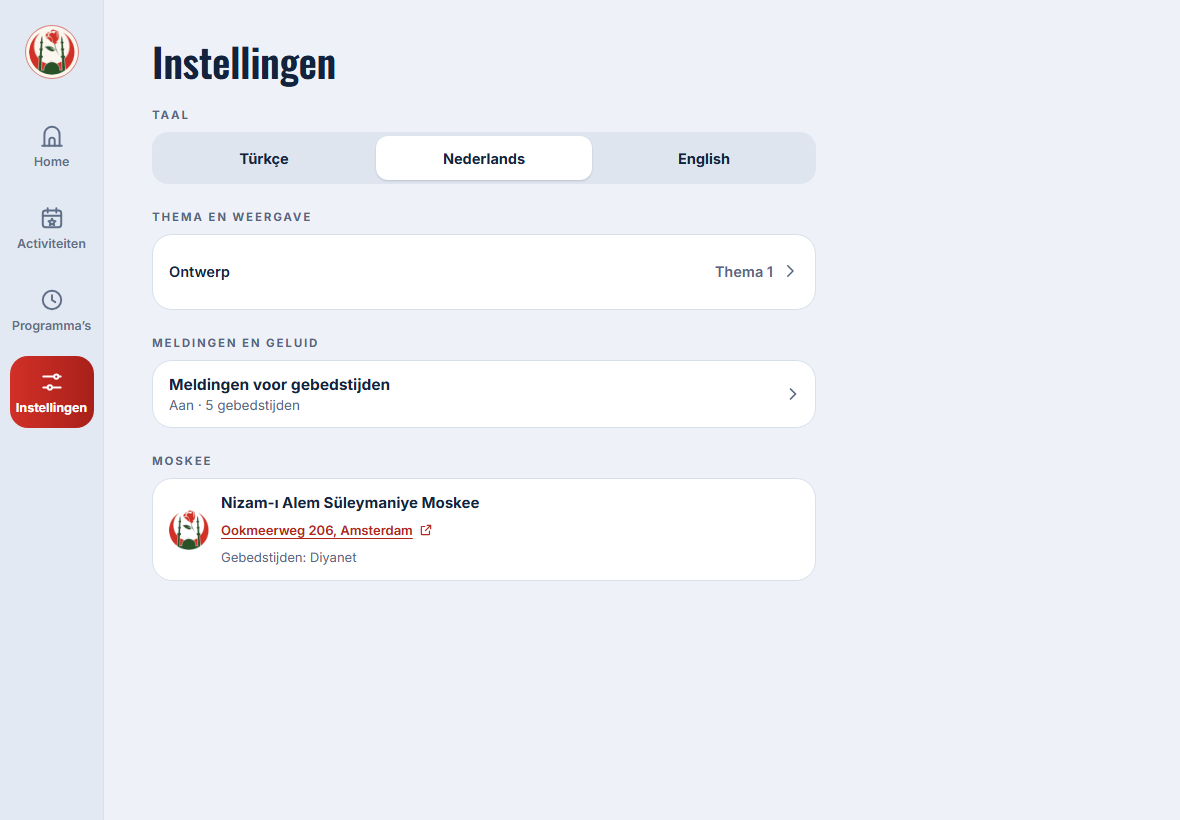 Instellingen
TAAL
Türkçe
Nederlands
English
THEMA EN WEERGAVE
Ontwerp
Thema 1
MELDINGEN EN GELUID
Meldingen voor gebedstijden
Aan · 5 gebedstijden
MOSKEE
Nizam-ı Alem Süleymaniye Moskee
Ookmeerweg 206, Amsterdam
Gebedstijden: Diyanet
Home
Activiteiten
Programma's
Instellingen